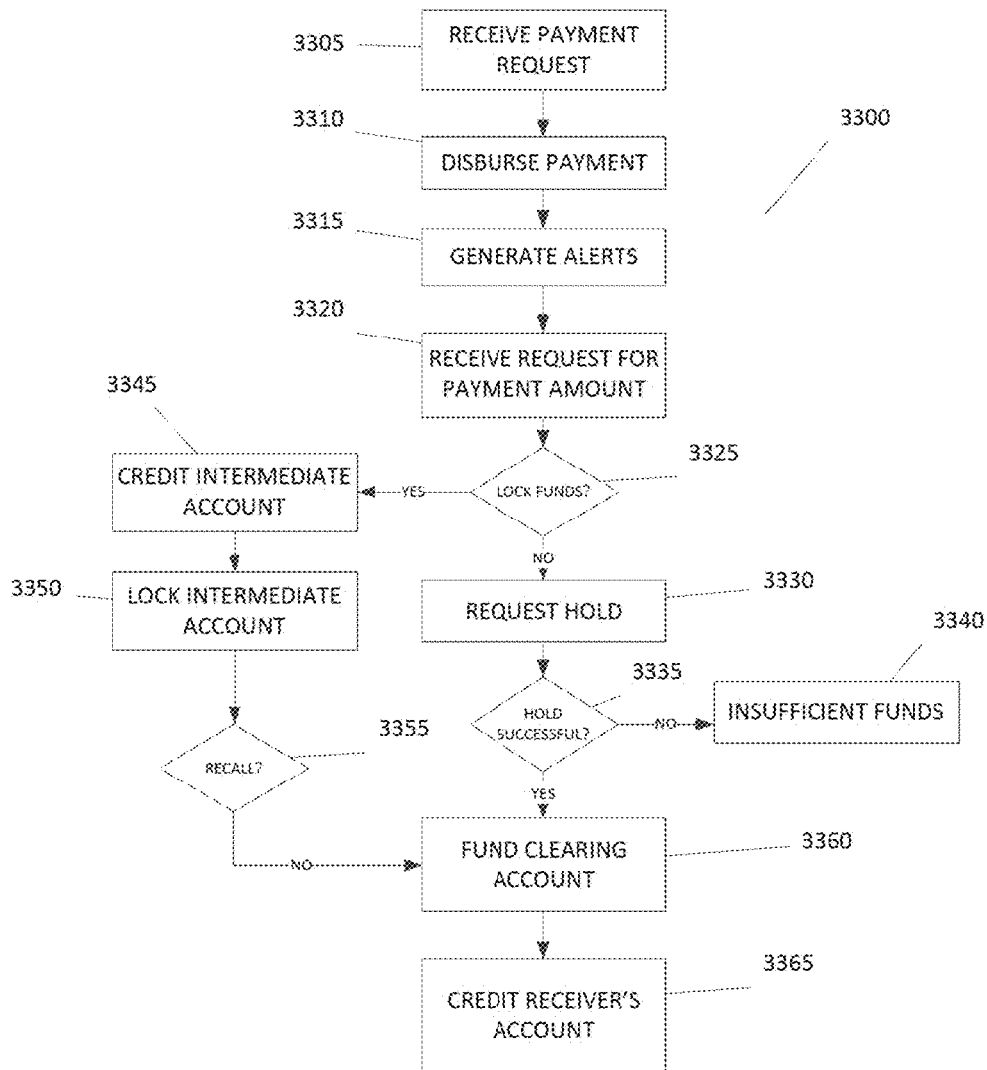 3305
RECEIVE PAYMENT
REQUEST
3310
DISBURSE PAYMENT
3300
3315
GENERATE ALERTS
3320
RECEIVE REQUEST FOR
PAYMENT AMOUNT
3345
CREDIT INTERMEDIATE
ACCOUNT
YES
LOCK FUNDS?
3325
NO
3350
LOCK INTERMEDIATE
ACCOUNT
REQUEST HOLD
3330
3340
3335
HOLD
SUCCESSFUL?
NO
INSUFFICIENT FUNDS
3355
RECALL?
YES
NO
FUND CLEARING
ACCOUNT
3360
CREDIT RECEIVER'S
ACCOUNT
3365